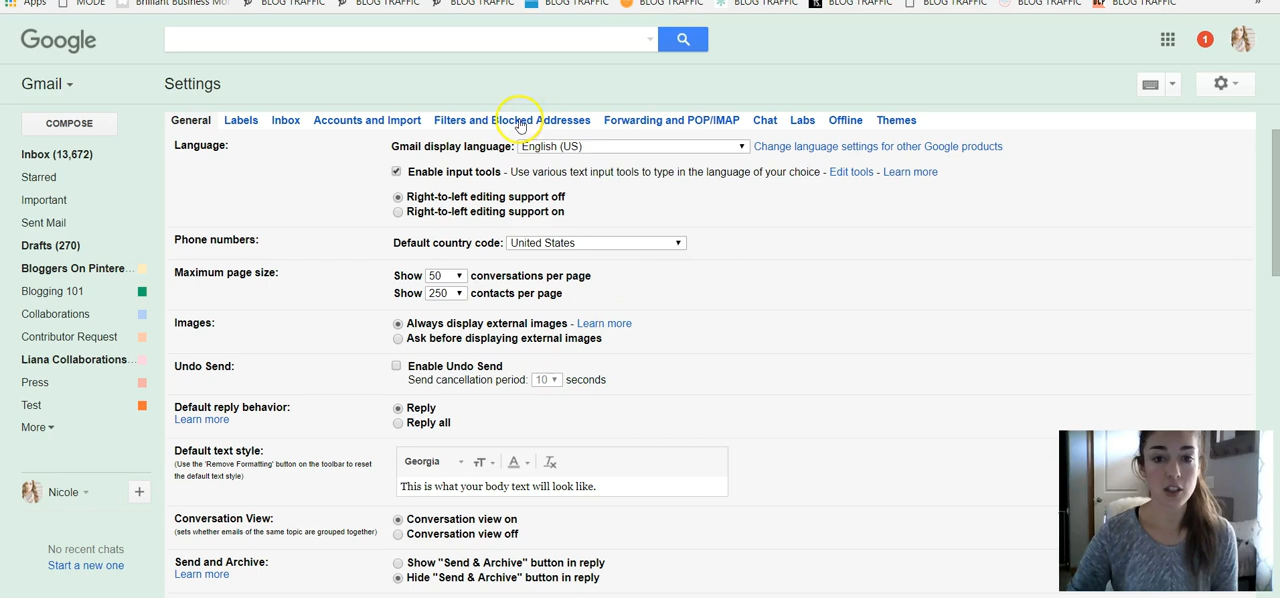 Apps MODE Brilliant Business Mo BLOG TRAFFIC BLOG TRAFFIC BLOG TRAFFIC BLOG TRAFFIC BLOG TRAFFIC BLOG TRAFFIC BLOG TRAFFIC BLOG TRAFFIC BLOG TRAFFIC BLOG TRAFFIC »
Google 1
Gmail Settings
COMPOSE General Labels Inbox Accounts and Import Filters and Blocked Addresses Forwarding and POP/IMAP Chat Labs Offline Themes
Inbox (13,672)
Starred
Important
Sent Mail
Drafts (270)
Bloggers On Pintere...
Blogging 101
Collaborations
Contributor Request
Liana Collaborations...
Press
Test
More
Nicole +
No recent chats
Start a new one
Language: Gmail display language: English (US) Change language settings for other Google products
Enable input tools - Use various text input tools to type in the language of your choice - Edit tools - Learn more
Right-to-left editing support off
Right-to-left editing support on
Phone numbers: Default country code: United States
Maximum page size: Show 50 conversations per page
Show 250 contacts per page
Images: Always display external images - Learn more
Ask before displaying external images
Undo Send: Enable Undo Send
Send cancellation period: 10 seconds
Default reply behavior: Reply
Learn more Reply all
Default text style:
(Use the 'Remove Formatting' button on the toolbar to reset
the default text style)
Georgia
This is what your body text will look like.
Conversation View: Conversation view on
(sets whether emails of the same topic are grouped together) Conversation view off
Send and Archive: Show "Send & Archive" button in reply
Learn more Hide "Send & Archive" button in reply